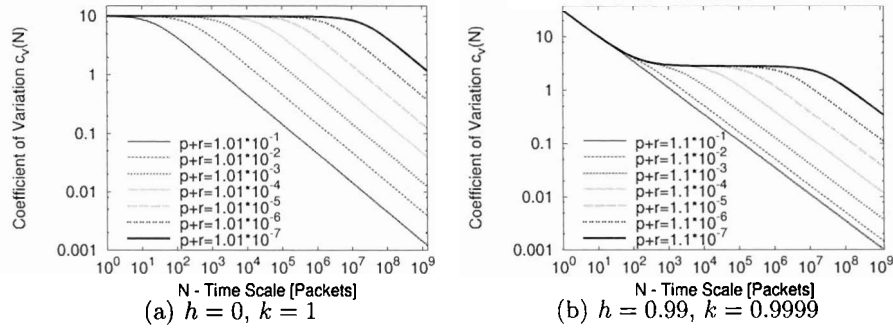 Coefficient of Variation c_v(N)
10
1
0.1
0.01
0.001
p+r=1.01*10^-1
p+r=1.01*10^-2
p+r=1.01*10^-3
p+r=1.01*10^-4
p+r=1.01*10^-5
p+r=1.01*10^-6
p+r=1.01*10^-7
10^0 10^1 10^2 10^3 10^4 10^5 10^6 10^7 10^8 10^9
N - Time Scale [Packets]
(a) h = 0, k = 1
Coefficient of Variation c_v(N)
10
1
0.1
0.01
0.001
p+r=1.1*10^-1
p+r=1.1*10^-2
p+r=1.1*10^-3
p+r=1.1*10^-4
p+r=1.1*10^-5
p+r=1.1*10^-6
p+r=1.1*10^-7
10^0 10^1 10^2 10^3 10^4 10^5 10^6 10^7 10^8 10^9
N - Time Scale [Packets]
(b) h = 0.99, k = 0.9999